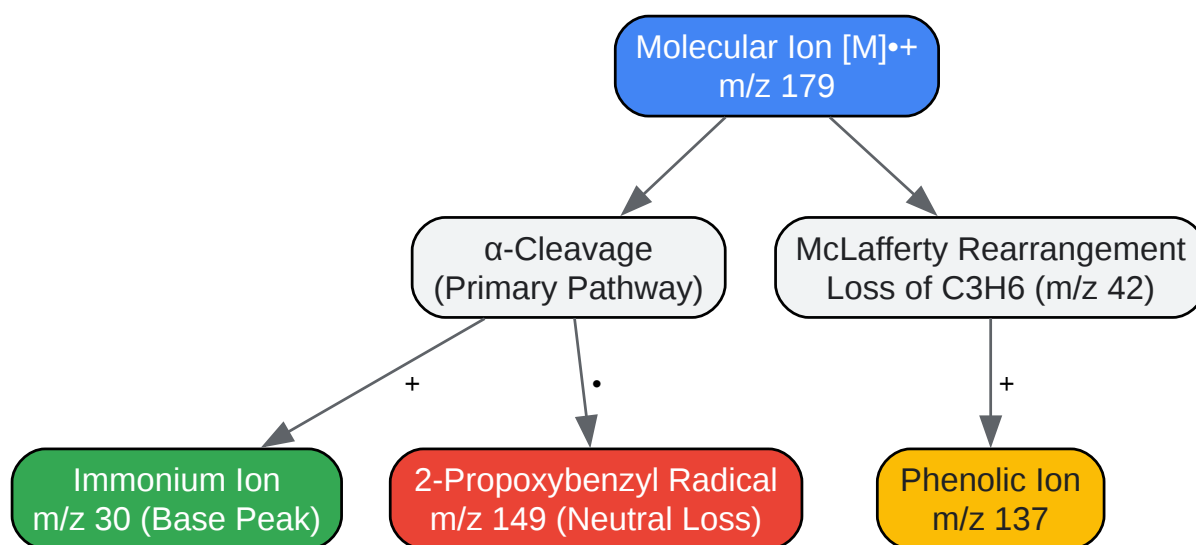 Molecular Ion [M]•+
m/z 179
α-Cleavage
(Primary Pathway)
McLafferty Rearrangement
Loss of C3H6 (m/z 42)
+
•
+
Immonium Ion
m/z 30 (Base Peak)
2-Propoxybenzyl Radical
m/z 149 (Neutral Loss)
Phenolic Ion
m/z 137